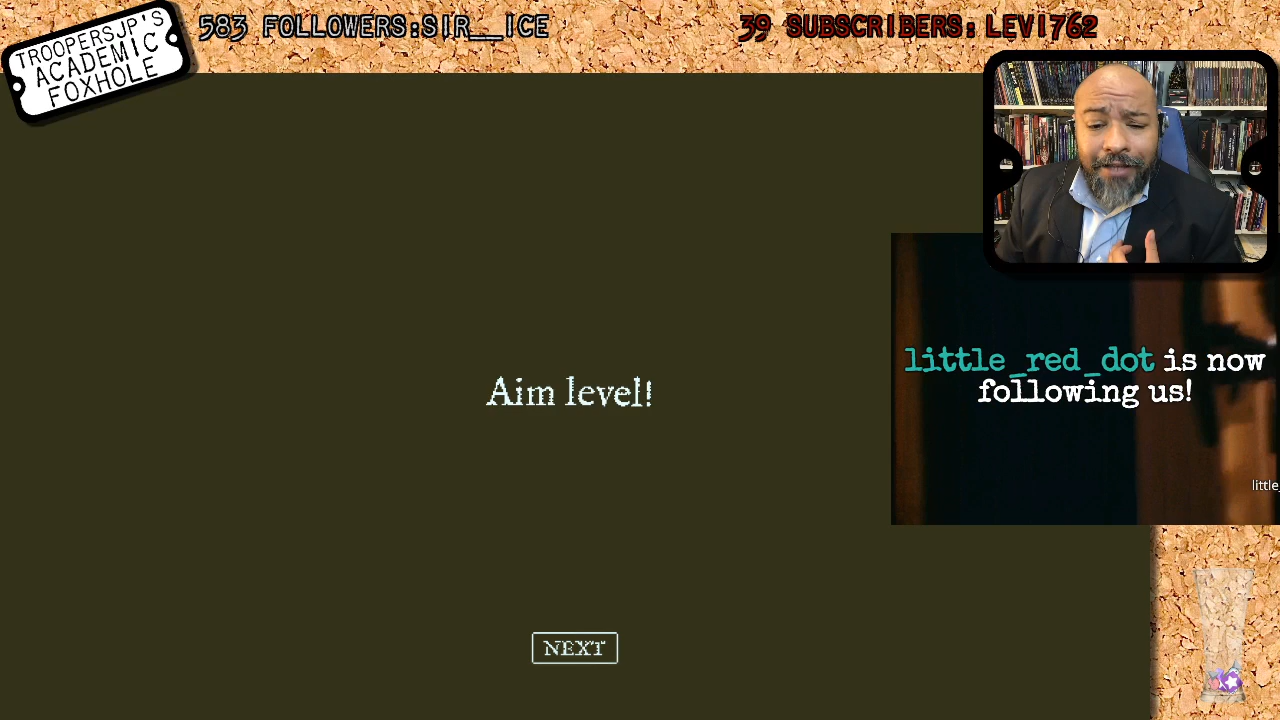 TROOPERSJP'S
ACADEMIC
FOXHOLE
583 FOLLOWERS:SIR__ICE
39 SUBSCRIBERS: LEVI762
little_red_dot is now
following us!
Aim level!
little_
NEXT